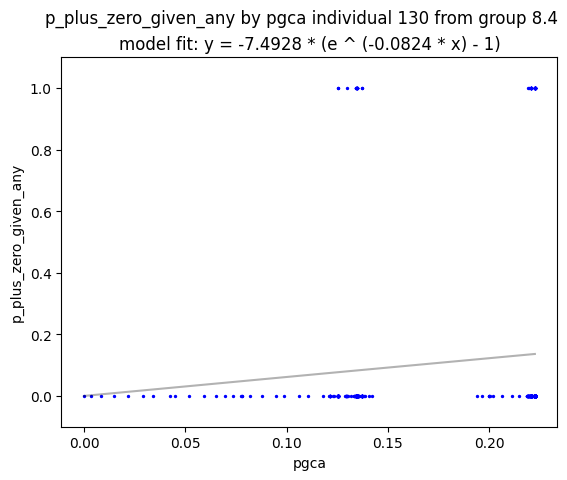 p_plus_zero_given_any by pgca individual 130 from group 8.4
model fit: y = -7.4928 * (e ^ (-0.0824 * x) - 1)
1.0
0.8
0.6
0.4
0.2
0.0
p_plus_zero_given_any
0.00 0.05 0.10 0.15 0.20
pgca